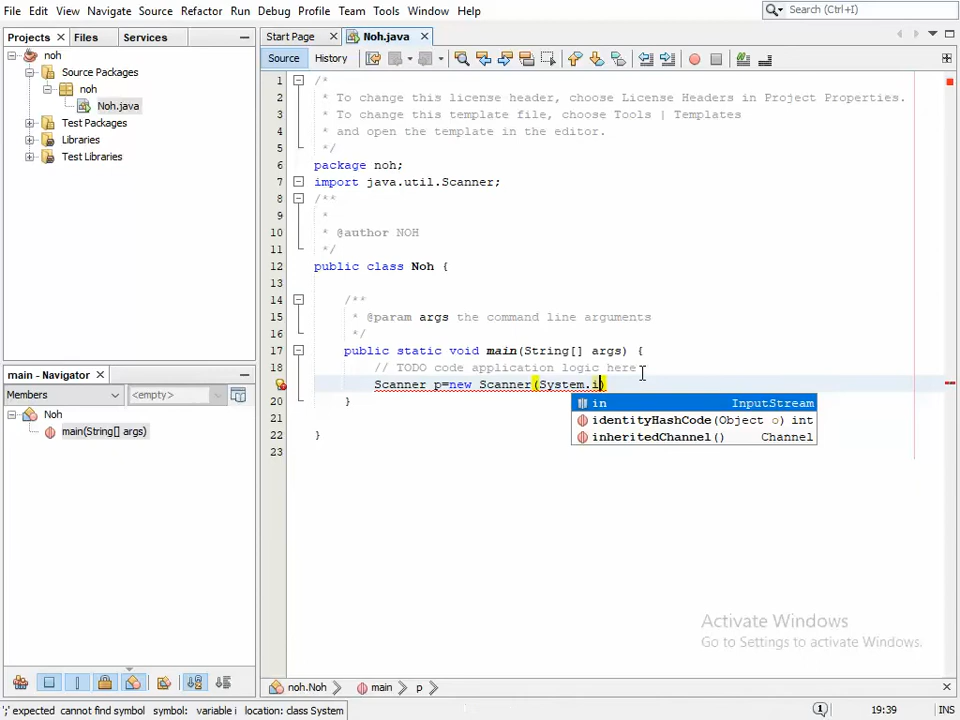 File Edit View Navigate Source Refactor Run Debug Profile Team Tools Window Help Search (Ctrl+I)
Projects Files Services
Start Page Noh.java
Source History
noh
Source Packages
noh
Noh.java
Test Packages
Libraries
Test Libraries
1 /*
2 * To change this license header, choose License Headers in Project Properties.
3 * To change this template file, choose Tools | Templates
4 * and open the template in the editor.
5 */
6 package noh;
7 import java.util.Scanner;
8 /**
9 *
10 * @author NOH
11 */
12 public class Noh {
13
14 /**
15 * @param args the command line arguments
16 */
17 public static void main(String[] args) {
18 // TODO code application logic here
Scanner p=new Scanner(System.i)
20 }
21
22 }
23
in InputStream
identityHashCode(Object o) int
inheritedChannel() Channel
main - Navigator
Members <empty>
Noh
main(String[] args)
Activate Windows
Go to Settings to activate Windows.
noh.Noh main p
';' expected cannot find symbol symbol: variable i location: class System 1 19:39 INS